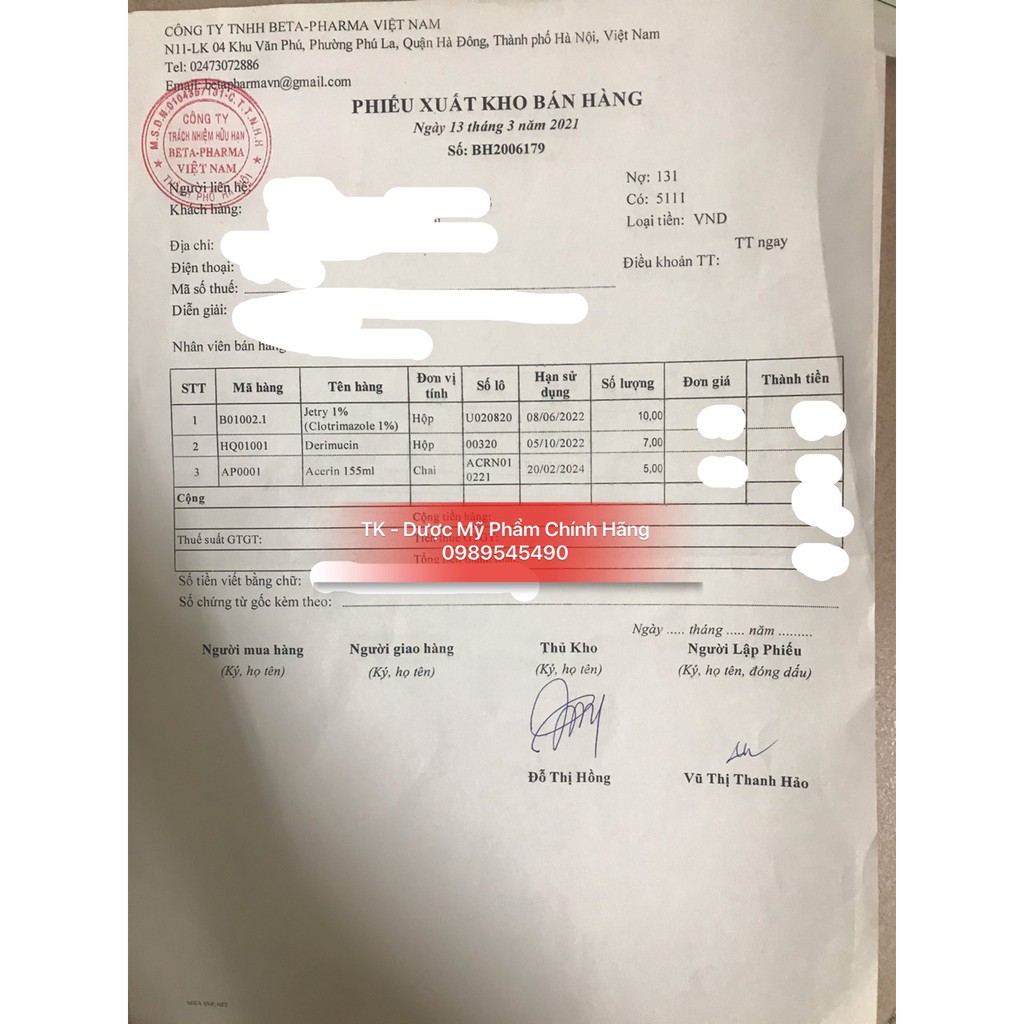 CÔNG TY TNHH BETA-PHARMA VIỆT NAM
N11-LK 04 Khu Văn Phú, Phường Phú La, Quận Hà Đông, Thành phố Hà Nội, Việt Nam
Tel: 02473072886
Email: betapharmavn@gmail.com
CÔNG TY
TRÁCH NHIỆM HỮU HẠN
BETA-PHARMA
VIỆT NAM
THÀNH PHỐ HÀ NỘI
PHIẾU XUẤT KHO BÁN HÀNG
Ngày 13 tháng 3 năm 2021
Số: BH2006179
Người liên hệ:
Khách hàng:
Địa chỉ:
Điện thoại:
Mã số thuế:
Diễn giải:
Nhân viên bán hàng
Nợ: 131
Có: 5111
Loại tiền: VND
TT ngay
Điều khoản TT:
STT Mã hàng Tên hàng Đơn vị tính Số lô Hạn sử dụng Số lượng Đơn giá Thành tiền
1 B01002.1 Jetry 1% (Clotrimazole 1%) Hộp U020820 08/06/2022 10,00
2 HQ01001 Derimucin Hộp 00320 05/10/2022 7,00
3 AP0001 Acerin 155ml Chai ACRN01 0221 20/02/2024 5,00
Cộng
Cộng tiền hàng:
TK - Dược Mỹ Phẩm Chính Hãng
0989545490
Thuế suất GTGT:
Số tiền viết bằng chữ:
Số chứng từ gốc kèm theo:
Ngày ..... tháng ..... năm .........
Người mua hàng Người giao hàng Thủ Kho Người Lập Phiếu
(Ký, họ tên) (Ký, họ tên) (Ký, họ tên) (Ký, họ tên, đóng dấu)
Đỗ Thị Hồng Vũ Thị Thanh Hảo